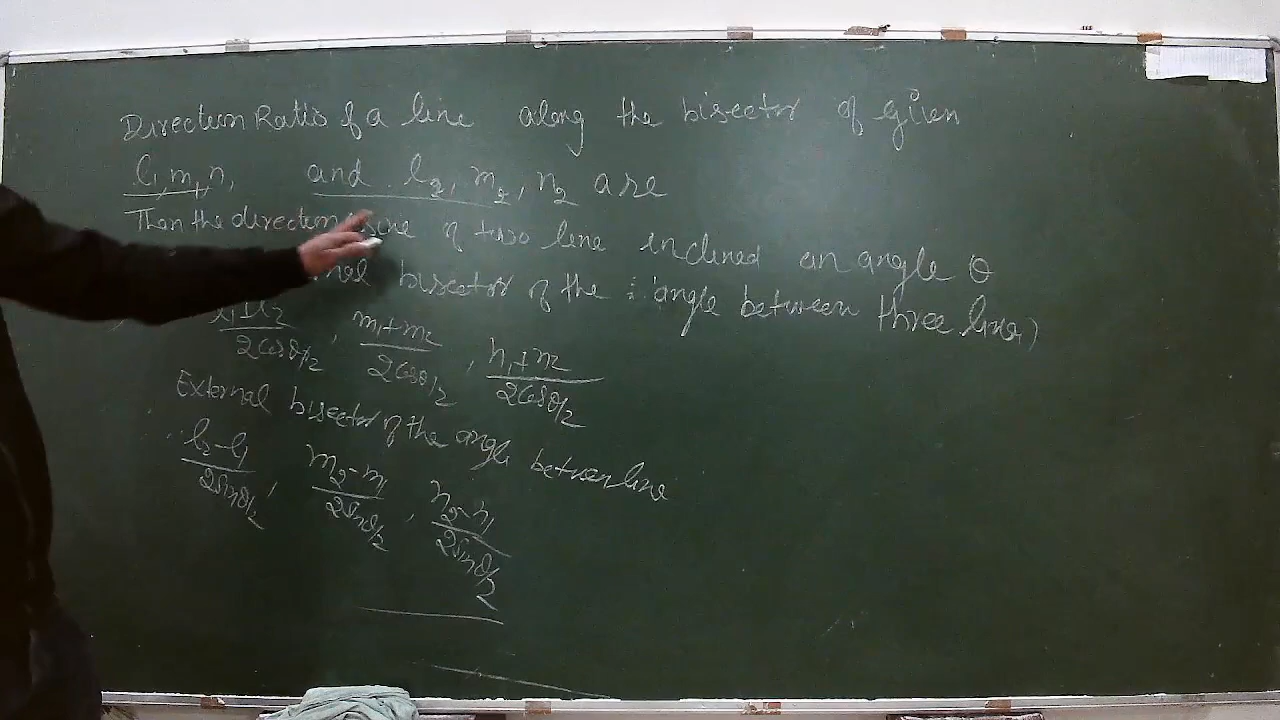 Direction Ratio of a line along the bisector of given
l₁, m₁, n₁ and l₂, m₂, n₂ are
Then the direction of two line inclined an angle θ
bisector of the angle between three line)
l₁+l₂/2Cosθ/2, m₁+m₂/2Cosθ/2, n₁+n₂/2Cosθ/2
External bisector of the angle between line
l₂-l₁/2Sinθ/2, m₂-m₁/2Sinθ/2, n₂-n₁/2Sinθ/2